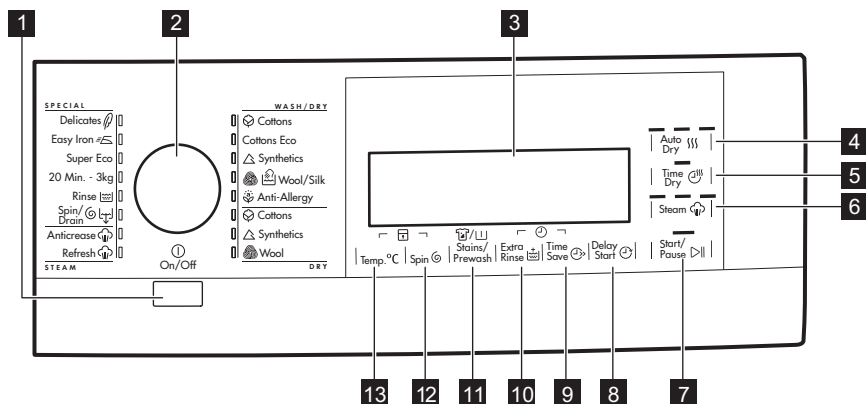 1
2
3
SPECIAL
Delicates
Easy Iron
Super Eco
20 Min. - 3kg
Rinse
Spin/
Drain
Anticrease
Refresh
STEAM
On/Off
WASH/DRY
Cottons
Cottons Eco
Synthetics
Wool/Silk
Anti-Allergy
Cottons
Synthetics
Wool
DRY
Auto
Dry
4
Time
Dry
5
Steam
6
Temp.°C
Spin
Stains/
Prewash
Extra
Rinse
Time
Save
Delay
Start
Start/
Pause
13
12
11
10
9
8
7